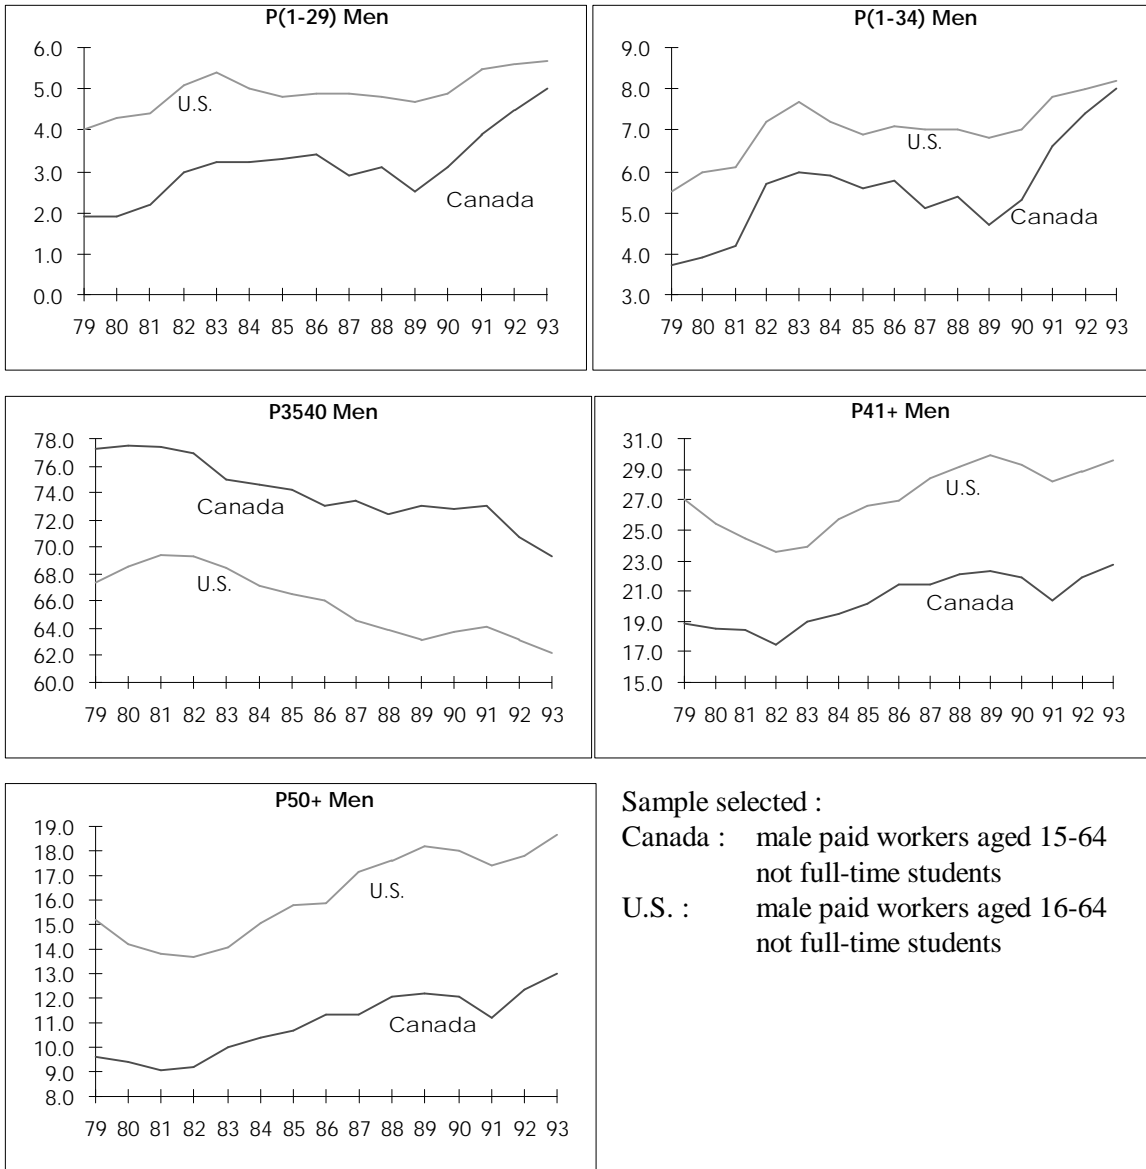 P(1-29) Men
6.0
5.0
4.0
3.0
2.0
1.0
0.0
U.S.
Canada
79 80 81 82 83 84 85 86 87 88 89 90 91 92 93
P(1-34) Men
9.0
8.0
7.0
6.0
5.0
4.0
3.0
U.S.
Canada
79 80 81 82 83 84 85 86 87 88 89 90 91 92 93
P3540 Men
78.0
76.0
74.0
72.0
70.0
68.0
66.0
64.0
62.0
60.0
Canada
U.S.
79 80 81 82 83 84 85 86 87 88 89 90 91 92 93
P41+ Men
31.0
29.0
27.0
25.0
23.0
21.0
19.0
17.0
15.0
U.S.
Canada
79 80 81 82 83 84 85 86 87 88 89 90 91 92 93
P50+ Men
19.0
18.0
17.0
16.0
15.0
14.0
13.0
12.0
11.0
10.0
9.0
8.0
U.S.
Canada
79 80 81 82 83 84 85 86 87 88 89 90 91 92 93
Sample selected :
Canada : male paid workers aged 15-64
not full-time students
U.S. : male paid workers aged 16-64
not full-time students